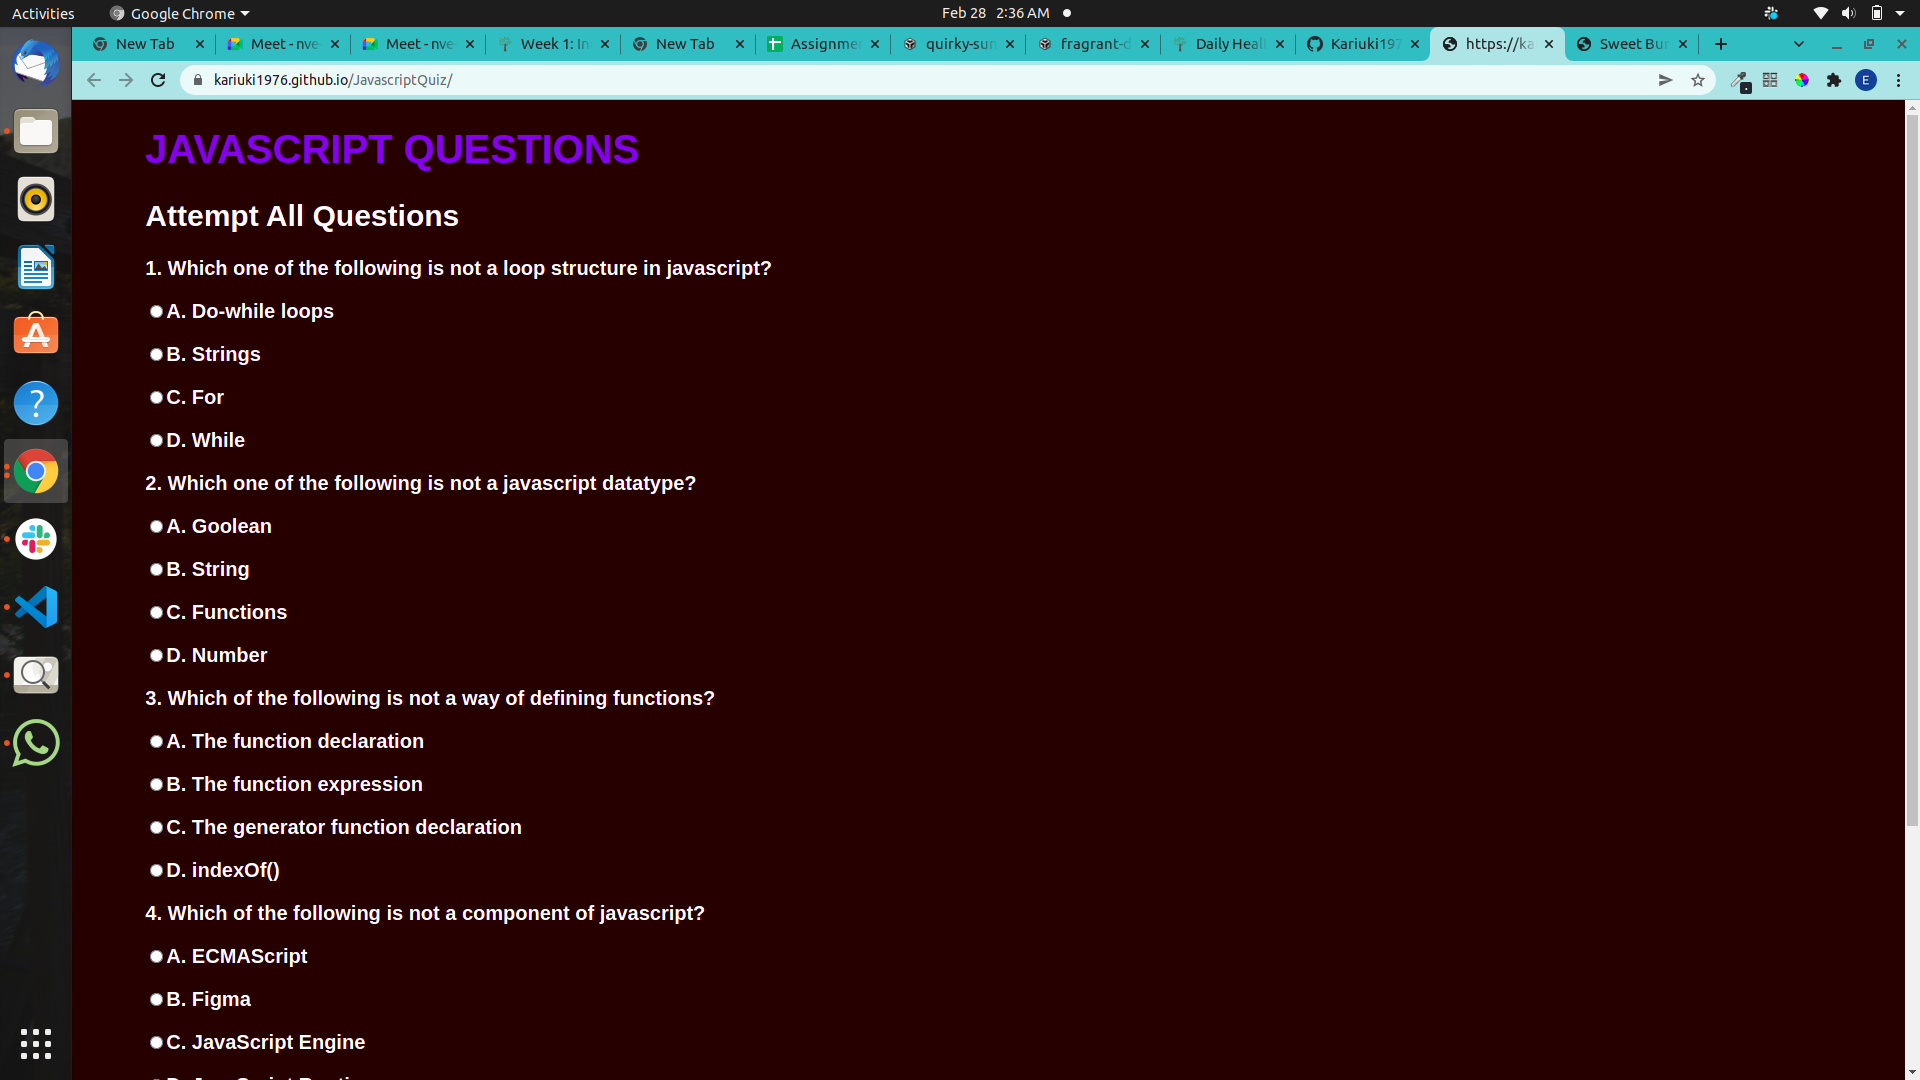 Activities
Google Chrome
Feb 28 2:36 AM
New Tab
Meet - nve
Meet - nve
Week 1: In
New Tab
Assignme
quirky-sun
fragrant-d
Daily Heal
Kariuki197
https://ka
Sweet Bu
kariuki1976.github.io/JavascriptQuiz/
E
JAVASCRIPT QUESTIONS
Attempt All Questions
1. Which one of the following is not a loop structure in javascript?
A. Do-while loops
B. Strings
C. For
D. While
2. Which one of the following is not a javascript datatype?
A. Goolean
B. String
C. Functions
D. Number
3. Which of the following is not a way of defining functions?
A. The function declaration
B. The function expression
C. The generator function declaration
D. indexOf()
4. Which of the following is not a component of javascript?
A. ECMAScript
B. Figma
C. JavaScript Engine